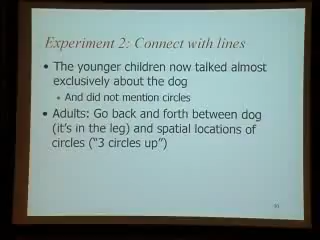 Experiment 2: Connect with lines
• The younger children now talked almost
exclusively about the dog
• And did not mention circles
• Adults: Go back and forth between dog
(it's in the leg) and spatial locations of
circles ("3 circles up")